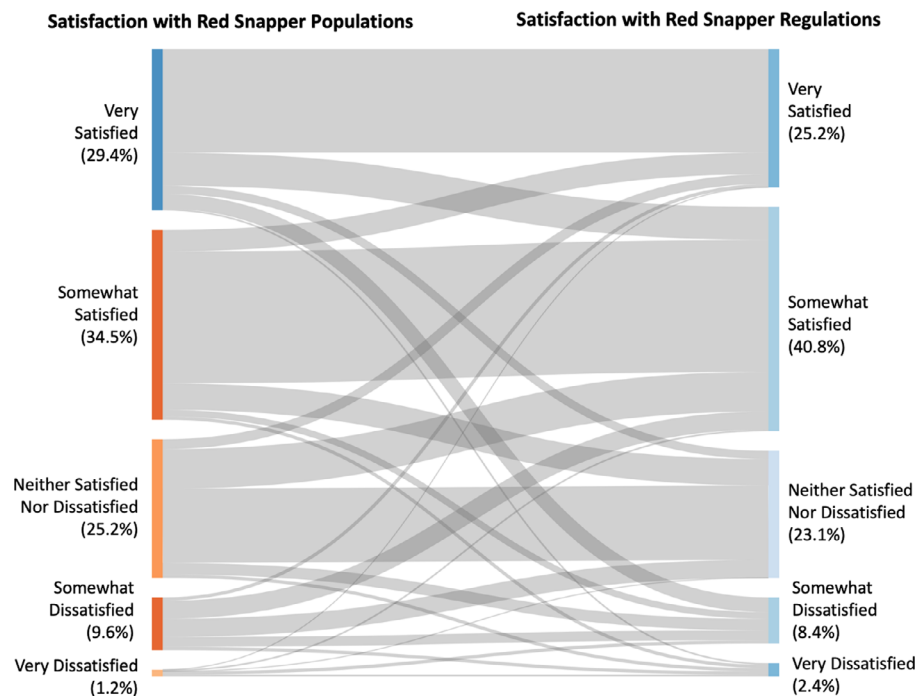 Satisfaction with Red Snapper Populations
Satisfaction with Red Snapper Regulations
Very
Satisfied
(29.4%)
Somewhat
Satisfied
(34.5%)
Neither Satisfied
Nor Dissatisfied
(25.2%)
Somewhat
Dissatisfied
(9.6%)
Very Dissatisfied
(1.2%)
Very
Satisfied
(25.2%)
Somewhat
Satisfied
(40.8%)
Neither Satisfied
Nor Dissatisfied
(23.1%)
Somewhat
Dissatisfied
(8.4%)
Very Dissatisfied
(2.4%)